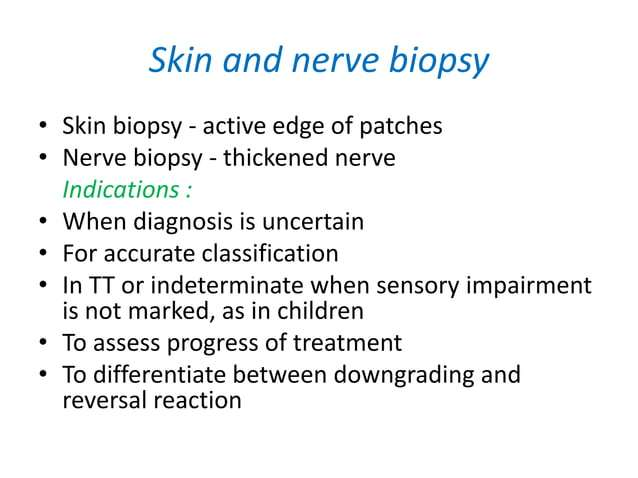 Skin and nerve biopsy
• Skin biopsy - active edge of patches
• Nerve biopsy - thickened nerve
Indications :
• When diagnosis is uncertain
• For accurate classification
• In TT or indeterminate when sensory impairment
is not marked, as in children
• To assess progress of treatment
• To differentiate between downgrading and
reversal reaction